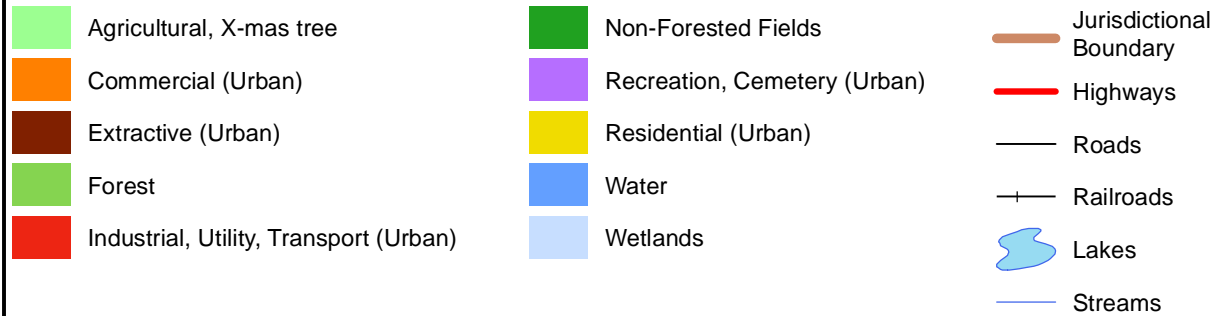 Agricultural, X-mas tree
Commercial (Urban)
Extractive (Urban)
Forest
Industrial, Utility, Transport (Urban)
Non-Forested Fields
Recreation, Cemetery (Urban)
Residential (Urban)
Water
Wetlands
Jurisdictional
Boundary
Highways
Roads
Railroads
Lakes
Streams